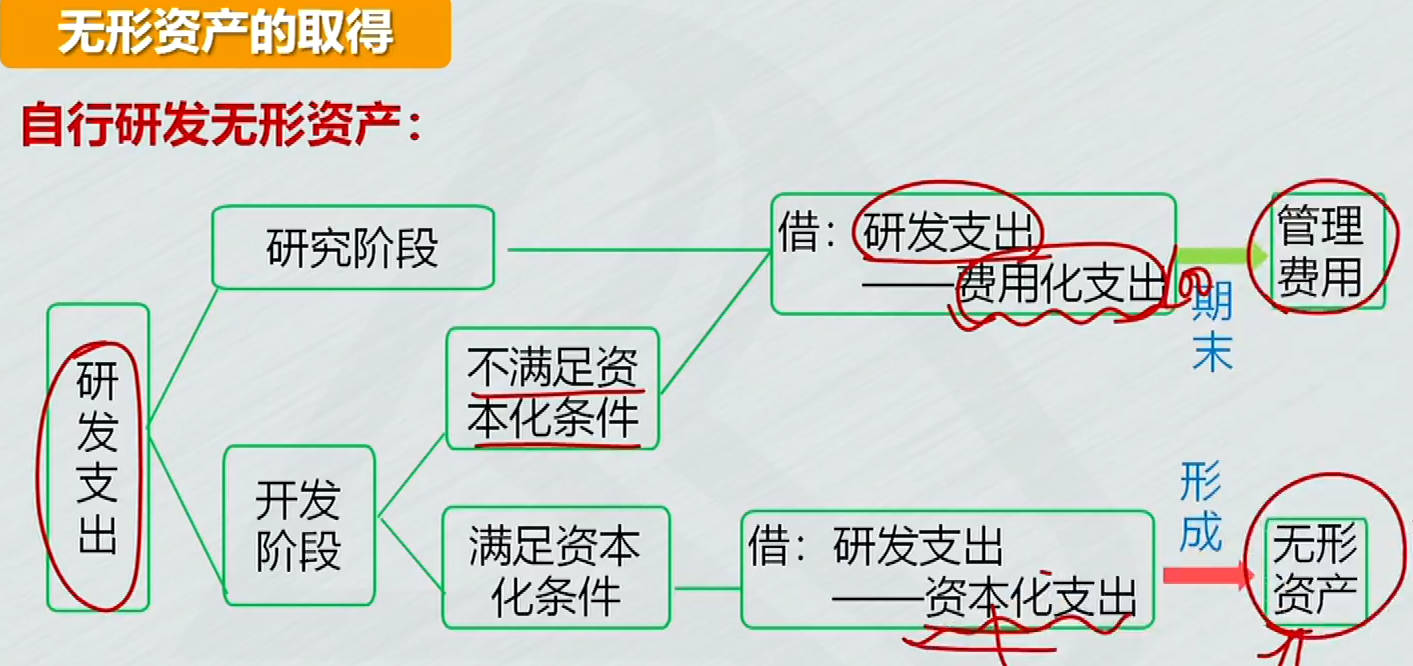 无形资产的取得
自行研发无形资产：
研发支出
研究阶段
开发
阶段
不满足资
本化条件
满足资本
化条件
借：研发支出
——费用化支出
期末
管理
费用
借：研发支出
——资本化支出
形成
无形
资产